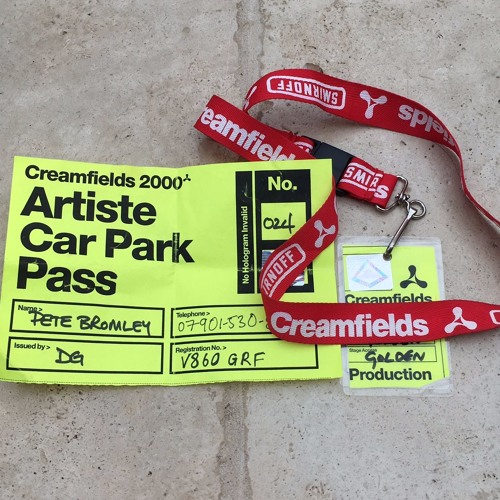 SMIRNOFF
Creamfields
Creamfields
SMIRNOFF
Creamfields 2000
Artiste
Car Park
Pass
No Hologram Invalid
No.
024
Name >
PETE BROMLEY
Telephone >
07901-530-
Issued by >
DG
Registration No. >
V860 GRF
Creamfields
Creamfields
GOLDEN
Production